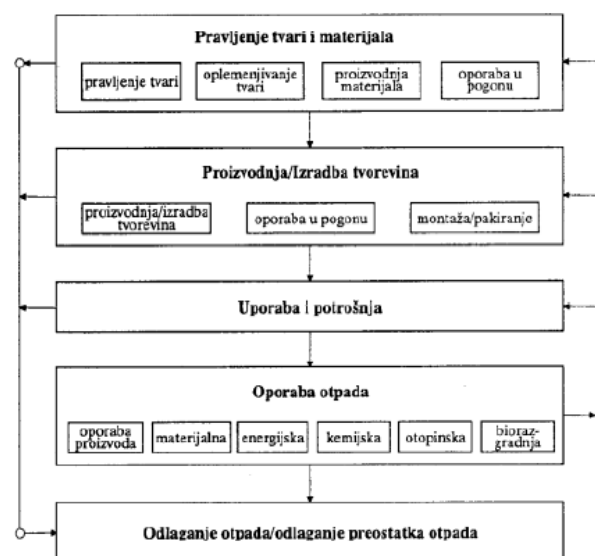 Pravljenje tvari i materijala
pravljenje tvari
oplemenjivanje
tvari
proizvodnja
materijala
oporaba u
pogonu
Proizvodnja/Izradba tvorevina
proizvodnja/izradba
tvorevina
oporaba u pogonu
montaža/pakiranje
Uporaba i potrošnja
Oporaba otpada
oporaba
proizvoda
materijalna
energijska
kemijska
otopinska
bioraz-
gradnja
Odlaganje otpada/odlaganje preostatka otpada